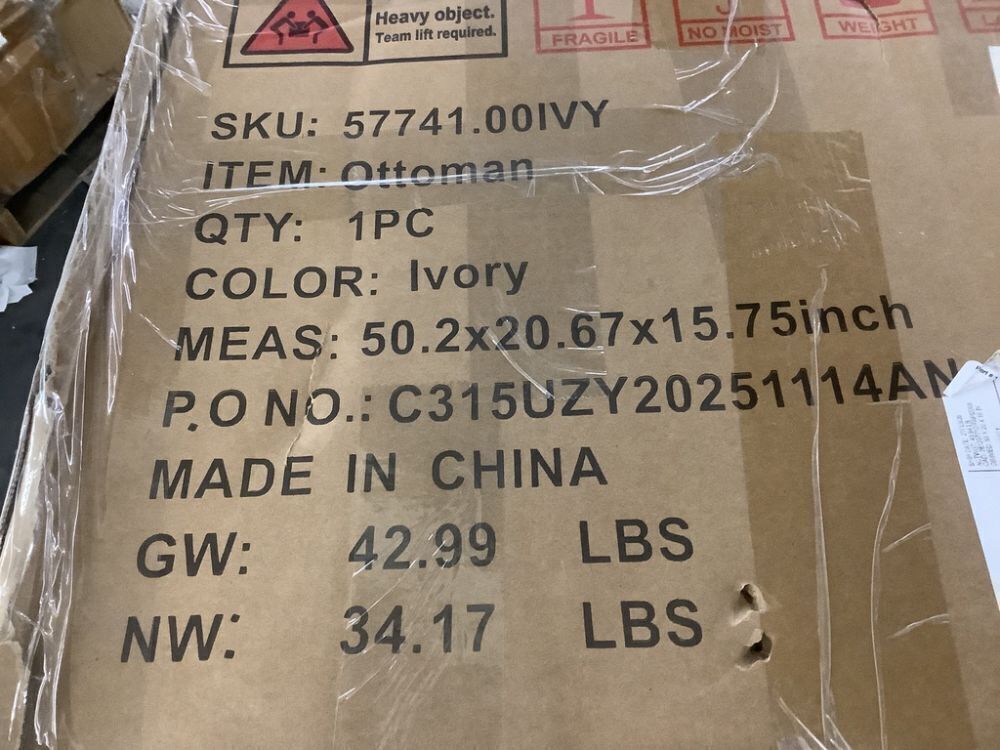 Heavy object.
Team lift required.
FRAGILE
NO MOIST
WEIGHT
SKU: 57741.00IVY
ITEM: Ottoman
QTY: 1PC
COLOR: Ivory
MEAS: 50.2x20.67x15.75inch
P.O NO.: C315UZY20251114AN
MADE IN CHINA
GW: 42.99 LBS
NW: 34.17 LBS